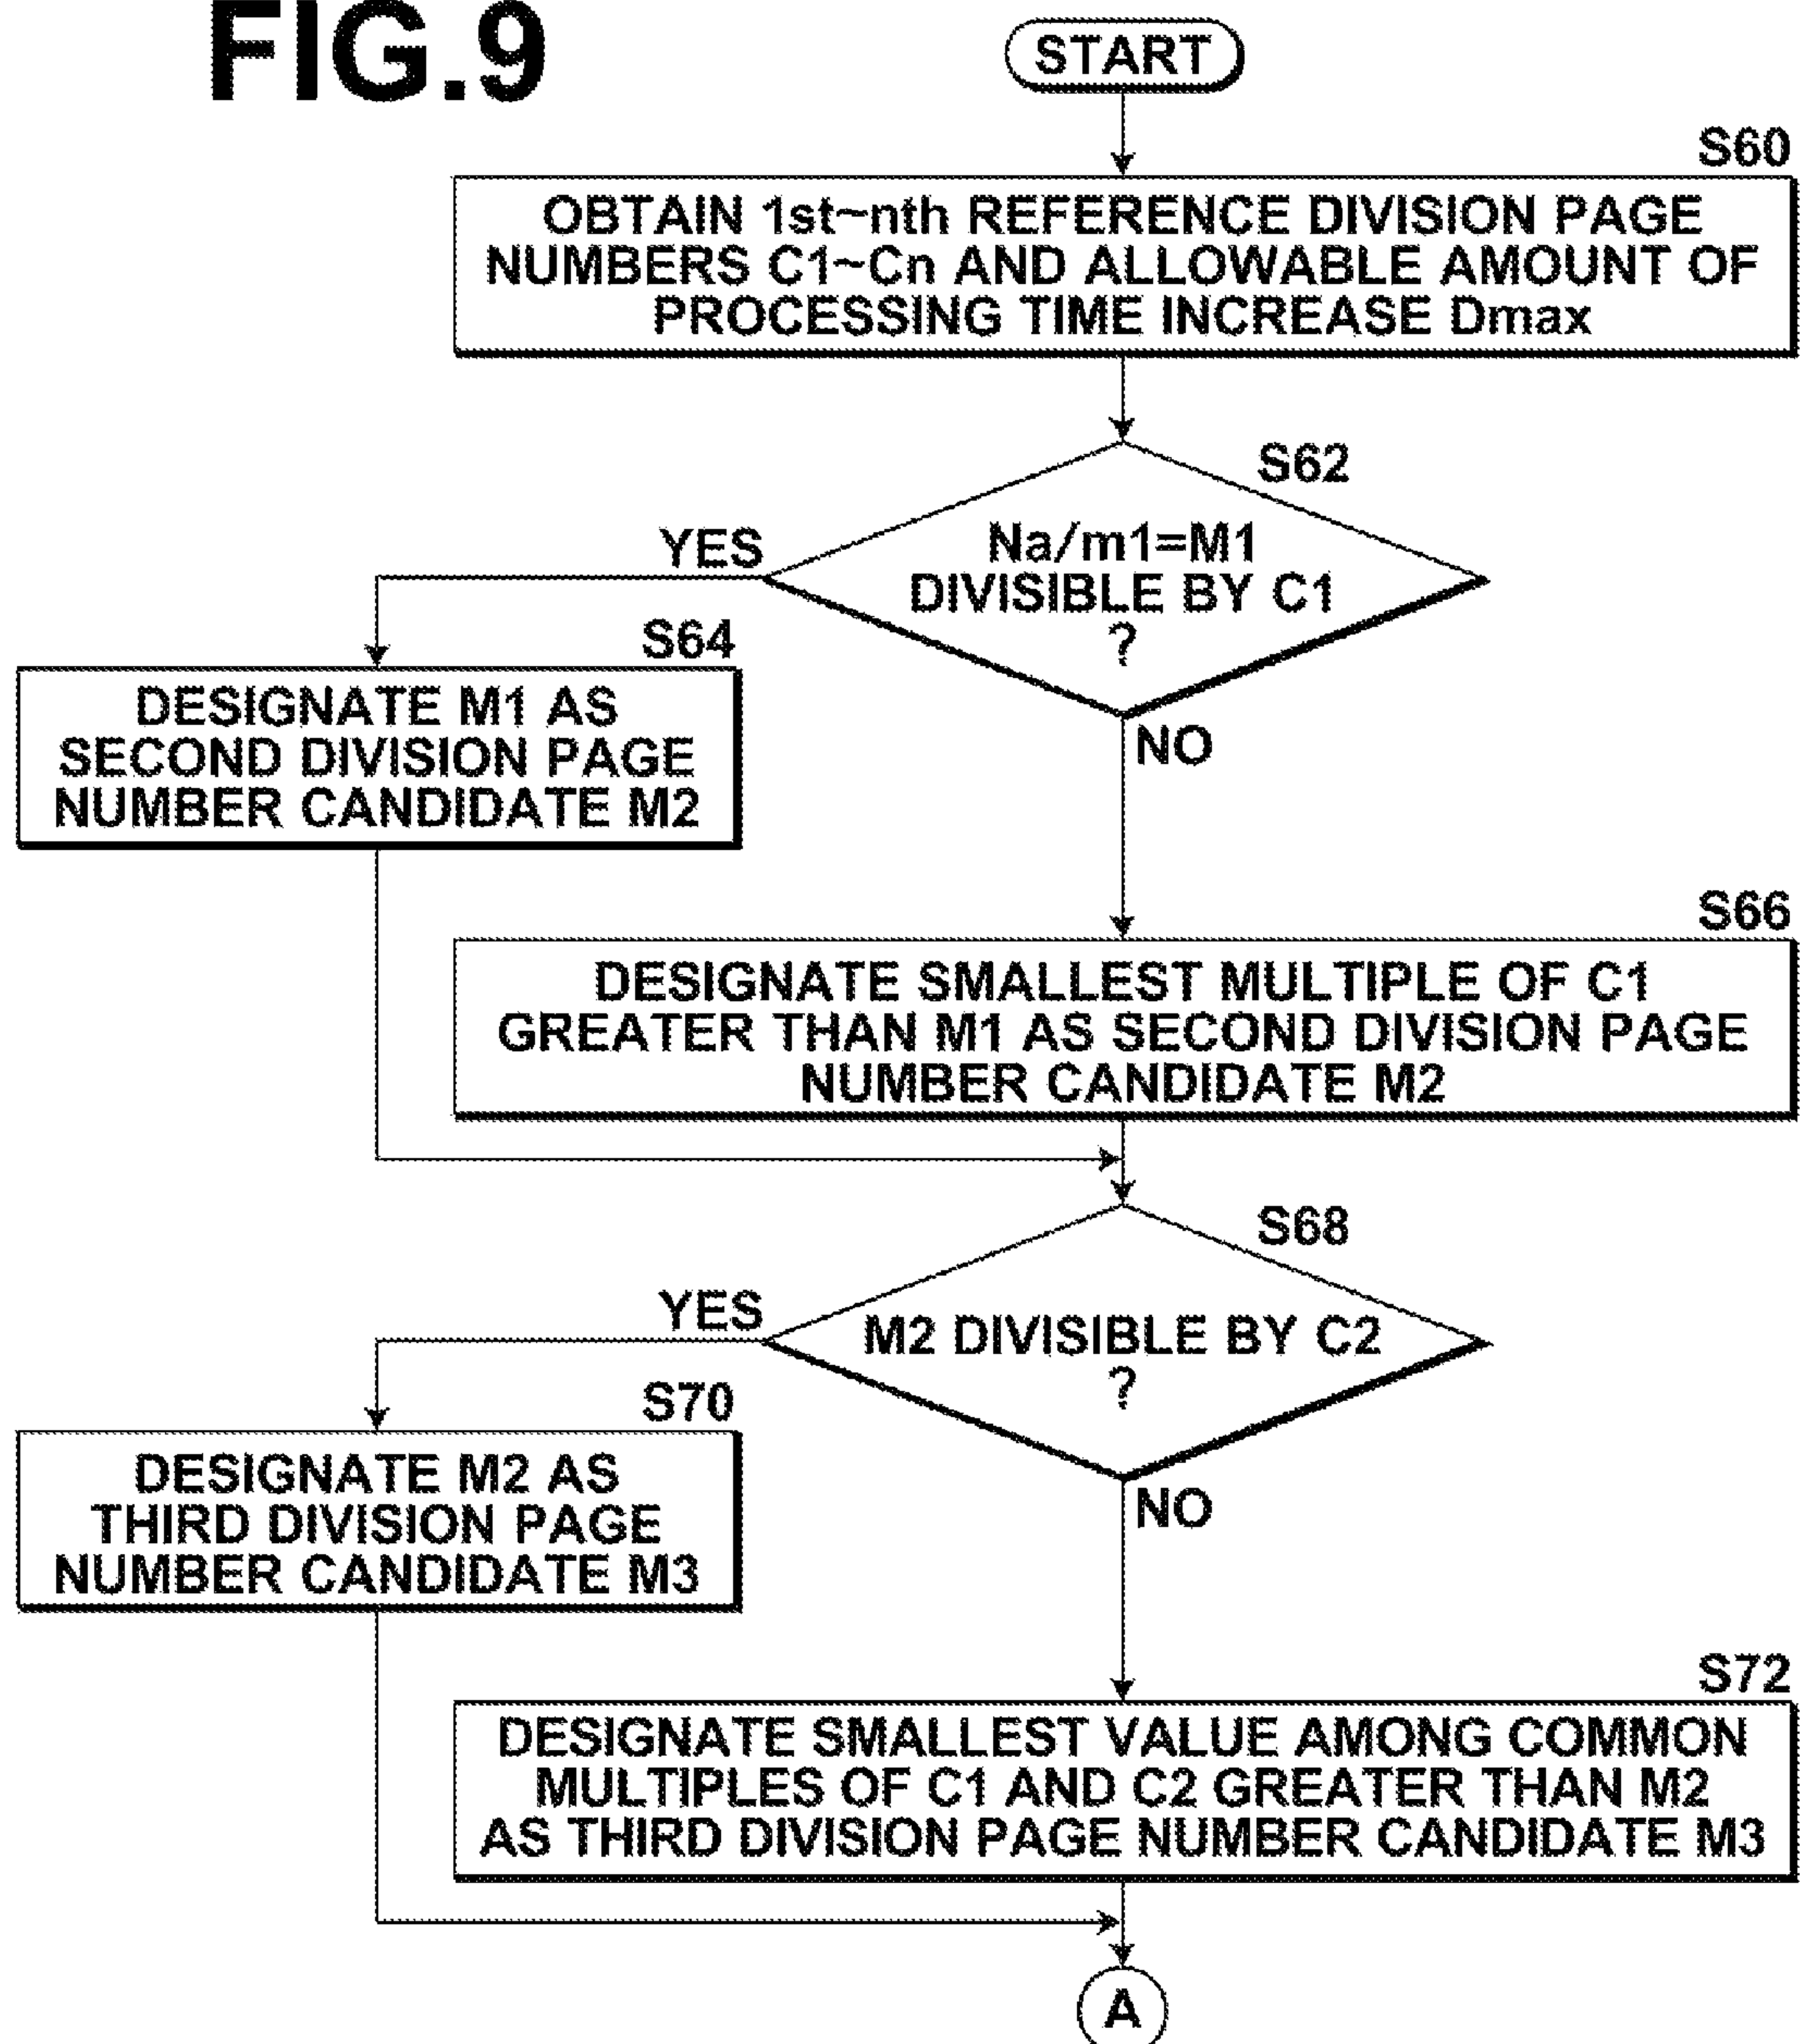 FIG.9
START
S60
OBTAIN 1st~nth REFERENCE DIVISION PAGE
NUMBERS C1~Cn AND ALLOWABLE AMOUNT OF
PROCESSING TIME INCREASE Dmax
S62
Na/m1=M1
DIVISIBLE BY C1
?
YES
NO
S64
DESIGNATE M1 AS
SECOND DIVISION PAGE
NUMBER CANDIDATE M2
S66
DESIGNATE SMALLEST MULTIPLE OF C1
GREATER THAN M1 AS SECOND DIVISION PAGE
NUMBER CANDIDATE M2
S68
M2 DIVISIBLE BY C2
?
YES
NO
S70
DESIGNATE M2 AS
THIRD DIVISION PAGE
NUMBER CANDIDATE M3
S72
DESIGNATE SMALLEST VALUE AMONG COMMON
MULTIPLES OF C1 AND C2 GREATER THAN M2
AS THIRD DIVISION PAGE NUMBER CANDIDATE M3
A